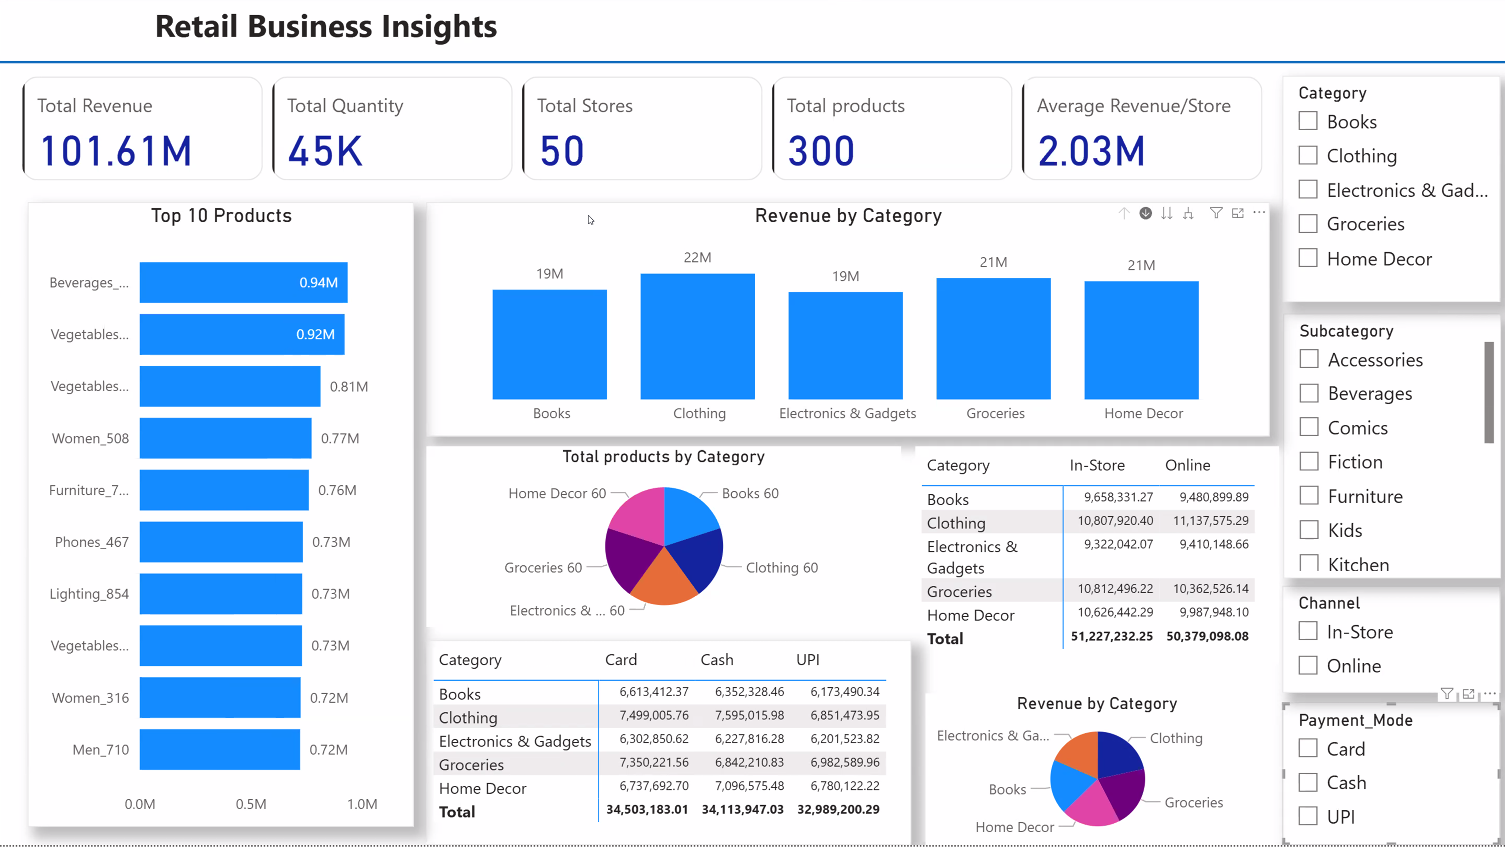 Retail Business Insights
Total Revenue
101.61M
Total Quantity
45K
Total Stores
50
Total products
300
Average Revenue/Store
2.03M
Top 10 Products
Beverages_... 0.94M
Vegetables... 0.92M
Vegetables... 0.81M
Women_508 0.77M
Furniture_7... 0.76M
Phones_467 0.73M
Lighting_854 0.73M
Vegetables... 0.73M
Women_316 0.72M
Men_710 0.72M
0.0M 0.5M 1.0M
Revenue by Category
19M 22M 19M 21M 21M
Books Clothing Electronics & Gadgets Groceries Home Decor
Total products by Category
Home Decor 60 Books 60
Groceries 60 Clothing 60
Electronics & ... 60
Category In-Store Online
Books 9,658,331.27 9,480,899.89
Clothing 10,807,920.40 11,137,575.29
Electronics & 9,322,042.07 9,410,148.66
Gadgets
Groceries 10,812,496.22 10,362,526.14
Home Decor 10,626,442.29 9,987,948.10
Total 51,227,232.25 50,379,098.08
Category Card Cash UPI
Books 6,613,412.37 6,352,328.46 6,173,490.34
Clothing 7,499,005.76 7,595,015.98 6,851,473.95
Electronics & Gadgets 6,302,850.62 6,227,816.28 6,201,523.82
Groceries 7,350,221.56 6,842,210.83 6,982,589.96
Home Decor 6,737,692.70 7,096,575.48 6,780,122.22
Total 34,503,183.01 34,113,947.03 32,989,200.29
Revenue by Category
Electronics & Ga... Clothing
Books Groceries
Home Decor
Category
Books
Clothing
Electronics & Gad...
Groceries
Home Decor
Subcategory
Accessories
Beverages
Comics
Fiction
Furniture
Kids
Kitchen
Channel
In-Store
Online
Payment_Mode
Card
Cash
UPI